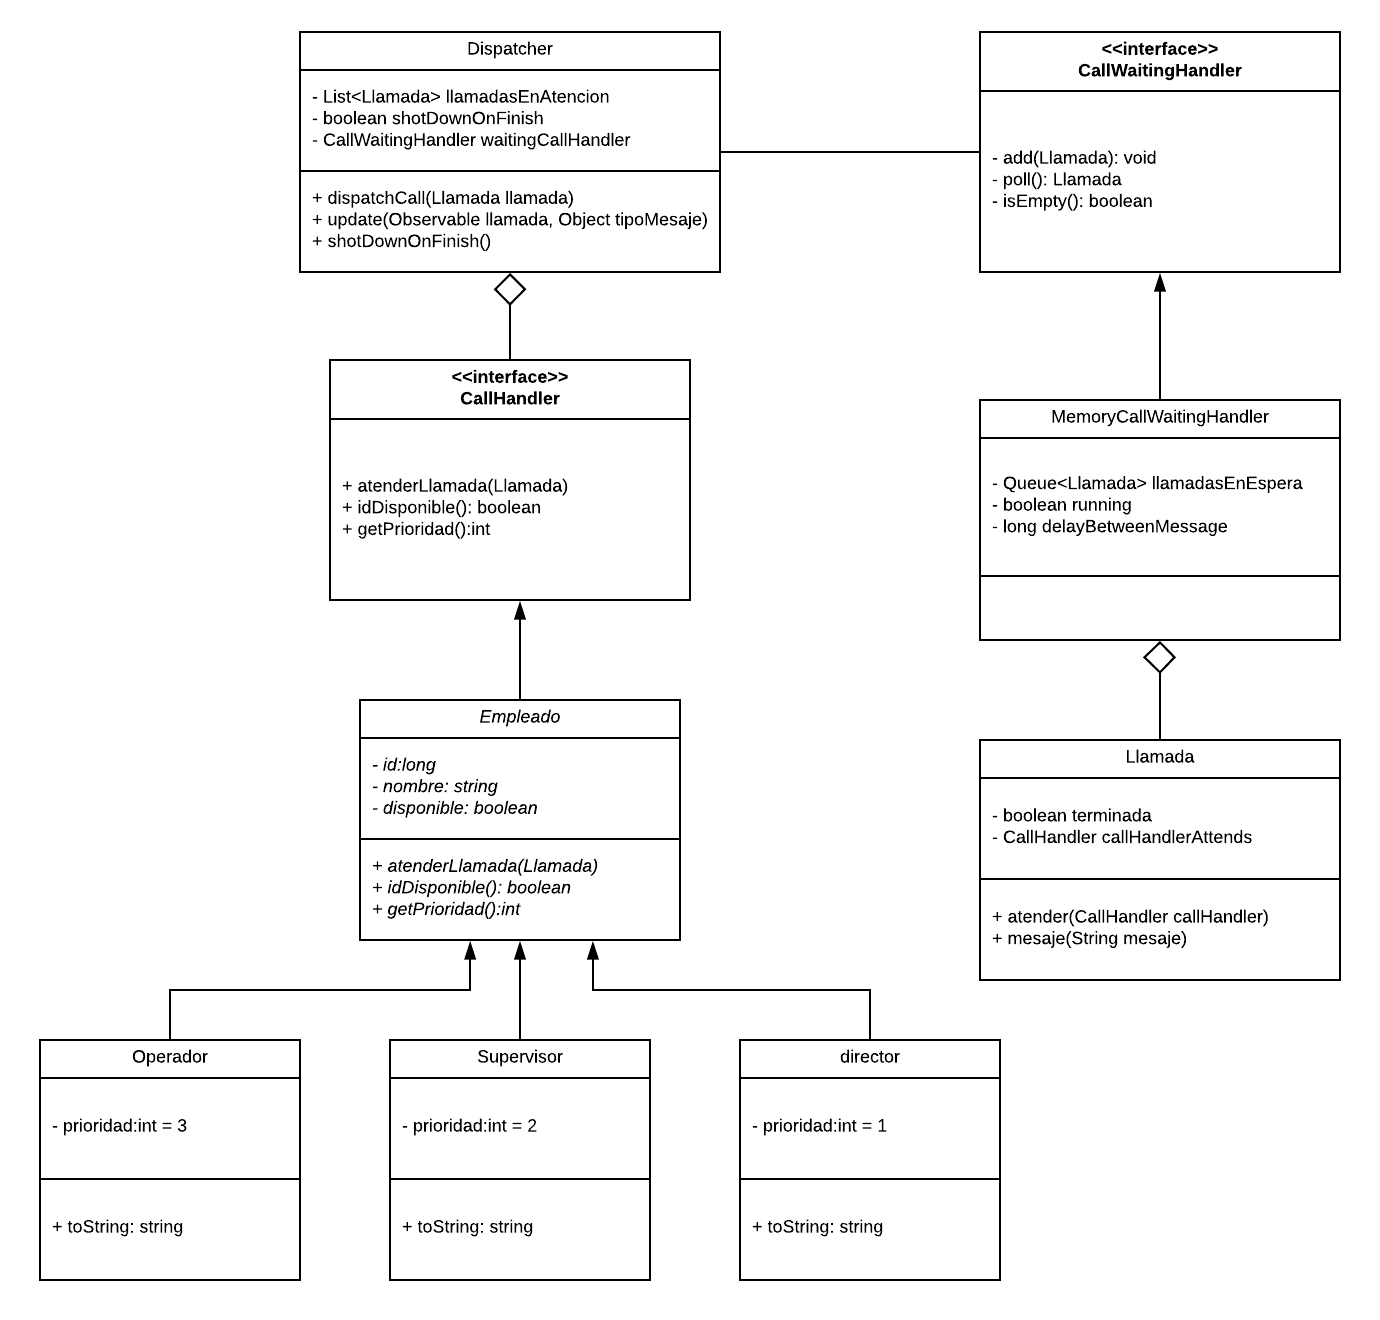 Dispatcher
- List<Llamada> llamadasEnAtencion
- boolean shotDownOnFinish
- CallWaitingHandler waitingCallHandler
+ dispatchCall(Llamada llamada)
+ update(Observable llamada, Object tipoMesaje)
+ shotDownOnFinish()
<<interface>>
CallWaitingHandler
- add(Llamada): void
- poll(): Llamada
- isEmpty(): boolean
<<interface>>
CallHandler
+ atenderLlamada(Llamada)
+ idDisponible(): boolean
+ getPrioridad():int
MemoryCallWaitingHandler
- Queue<Llamada> llamadasEnEspera
- boolean running
- long delayBetweenMessage
Empleado
- id:long
- nombre: string
- disponible: boolean
+ atenderLlamada(Llamada)
+ idDisponible(): boolean
+ getPrioridad():int
Llamada
- boolean terminada
- CallHandler callHandlerAttends
+ atender(CallHandler callHandler)
+ mesaje(String mesaje)
Operador
- prioridad:int = 3
+ toString: string
Supervisor
- prioridad:int = 2
+ toString: string
director
- prioridad:int = 1
+ toString: string